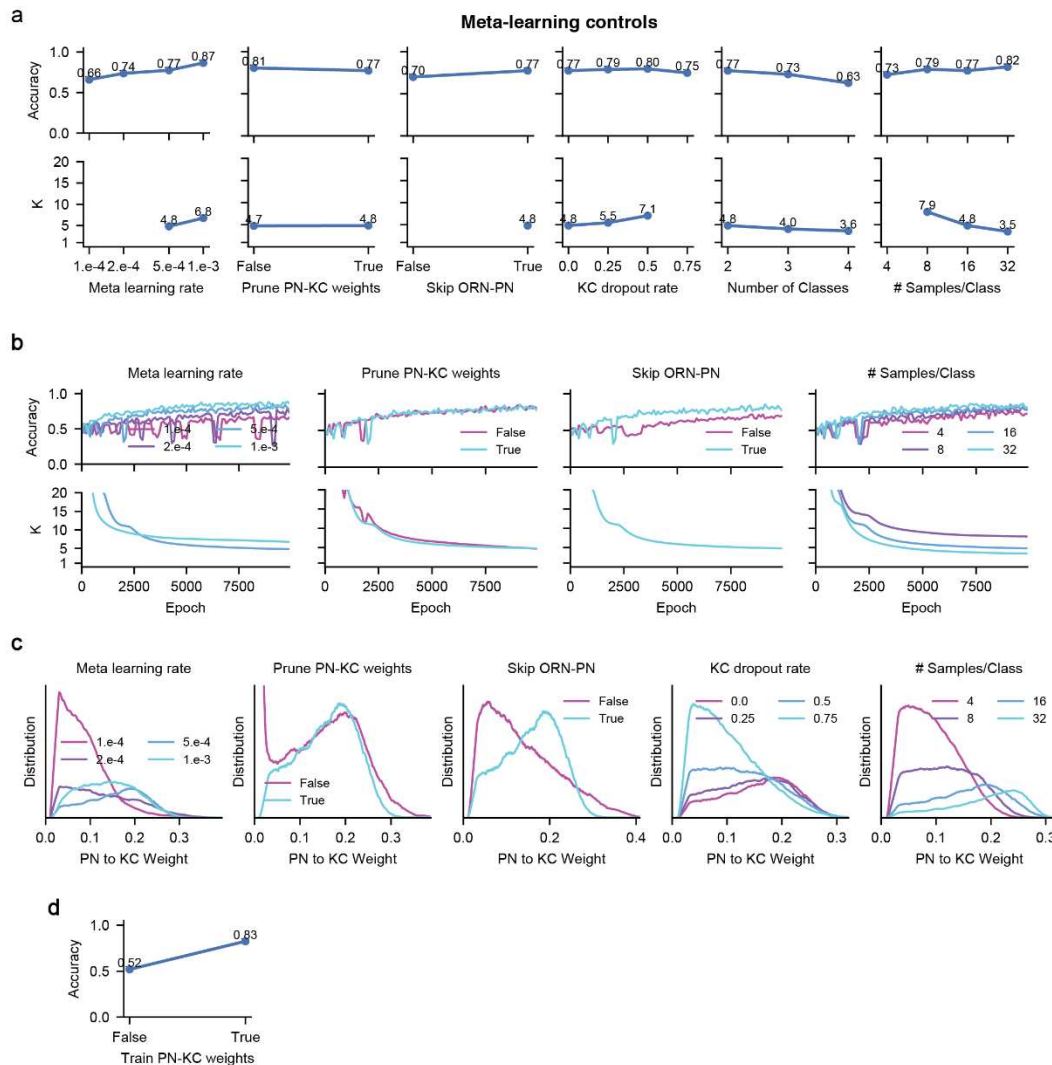 a
Meta-learning controls
Accuracy
1.0
0.5
0.0
0.66 0.74 0.77 0.87
0.81 0.77
0.70 0.77
0.77 0.79 0.80 0.75
0.77 0.73 0.63
0.73 0.79 0.77 0.82
K
20
15
10
5
1
4.8 6.8
4.7 4.8
4.8
4.8 5.5 7.1
4.8 4.0 3.6
7.9 4.8 3.5
1.e-4 2.e-4 5.e-4 1.e-3
False True
False True
0.0 0.25 0.5 0.75
2 3 4
4 8 16 32
Meta learning rate
Prune PN-KC weights
Skip ORN-PN
KC dropout rate
Number of Classes
# Samples/Class
b
Meta learning rate
Prune PN-KC weights
Skip ORN-PN
# Samples/Class
Accuracy
1.0
0.5
0.0
1.e-4 5.e-4
2.e-4 1.e-3
False
True
False
True
4 16
8 32
K
20
15
10
5
1
0 2500 5000 7500
0 2500 5000 7500
0 2500 5000 7500
0 2500 5000 7500
Epoch
Epoch
Epoch
Epoch
c
Meta learning rate
Prune PN-KC weights
Skip ORN-PN
KC dropout rate
# Samples/Class
Distribution
Distribution
Distribution
Distribution
Distribution
1.e-4 5.e-4
2.e-4 1.e-3
False
True
False
True
0.0 0.5
0.25 0.75
4 16
8 32
0.0 0.1 0.2 0.3
0.0 0.1 0.2 0.3
0.0 0.1 0.2 0.3 0.4
0.0 0.1 0.2 0.3
0.0 0.1 0.2 0.3
PN to KC Weight
PN to KC Weight
PN to KC Weight
PN to KC Weight
PN to KC Weight
d
Accuracy
1.0
0.5
0.0
0.52 0.83
False True
Train PN-KC weights